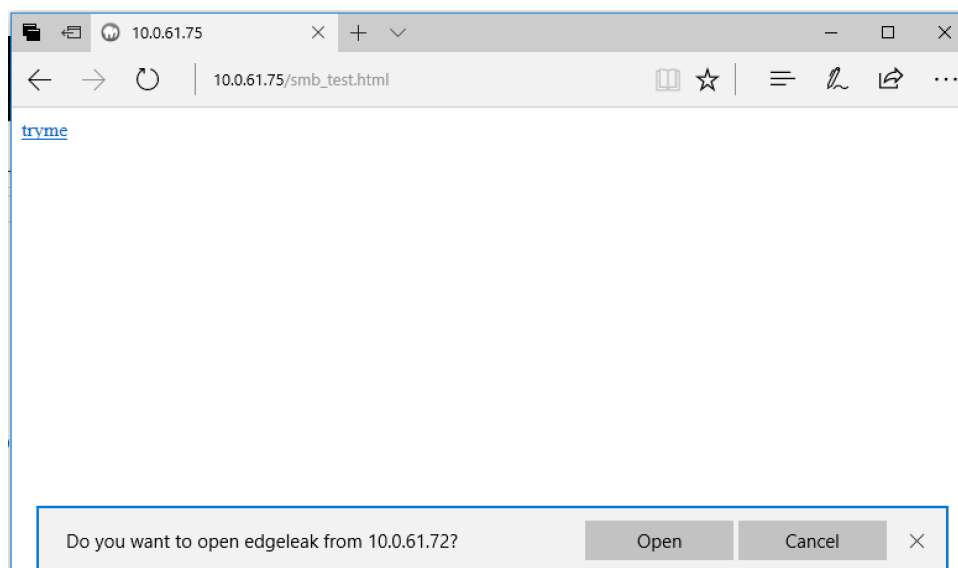 10.0.61.75
10.0.61.75/smb_test.html
tryme
Do you want to open edgeleak from 10.0.61.72?
Open
Cancel